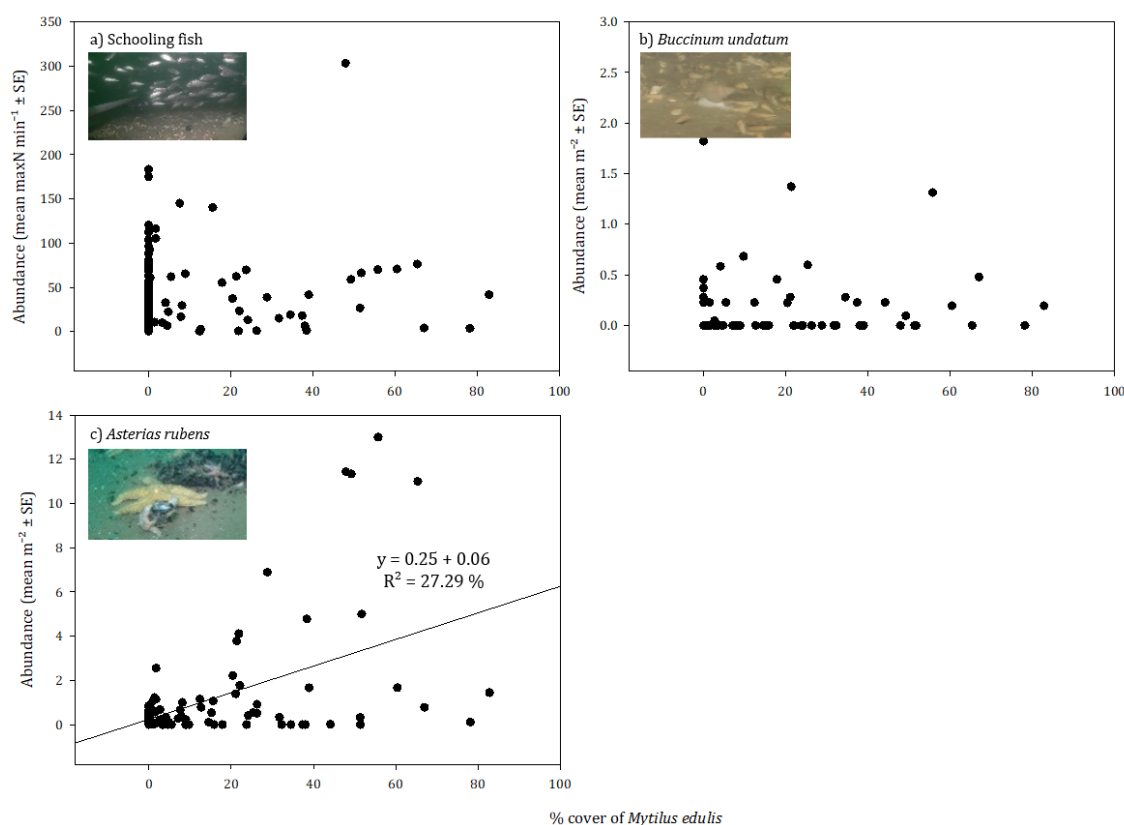 a) Schooling fish
Abundance (mean maxN min⁻¹ ± SE)
350
300
250
200
150
100
50
0
0 20 40 60 80 100
b) Buccinum undatum
Abundance (mean m⁻² ± SE)
3.0
2.5
2.0
1.5
1.0
0.5
0.0
0 20 40 60 80 100
c) Asterias rubens
Abundance (mean m⁻² ± SE)
14
12
10
8
6
4
2
0
y = 0.25 + 0.06
R² = 27.29 %
0 20 40 60 80 100
% cover of Mytilus edulis